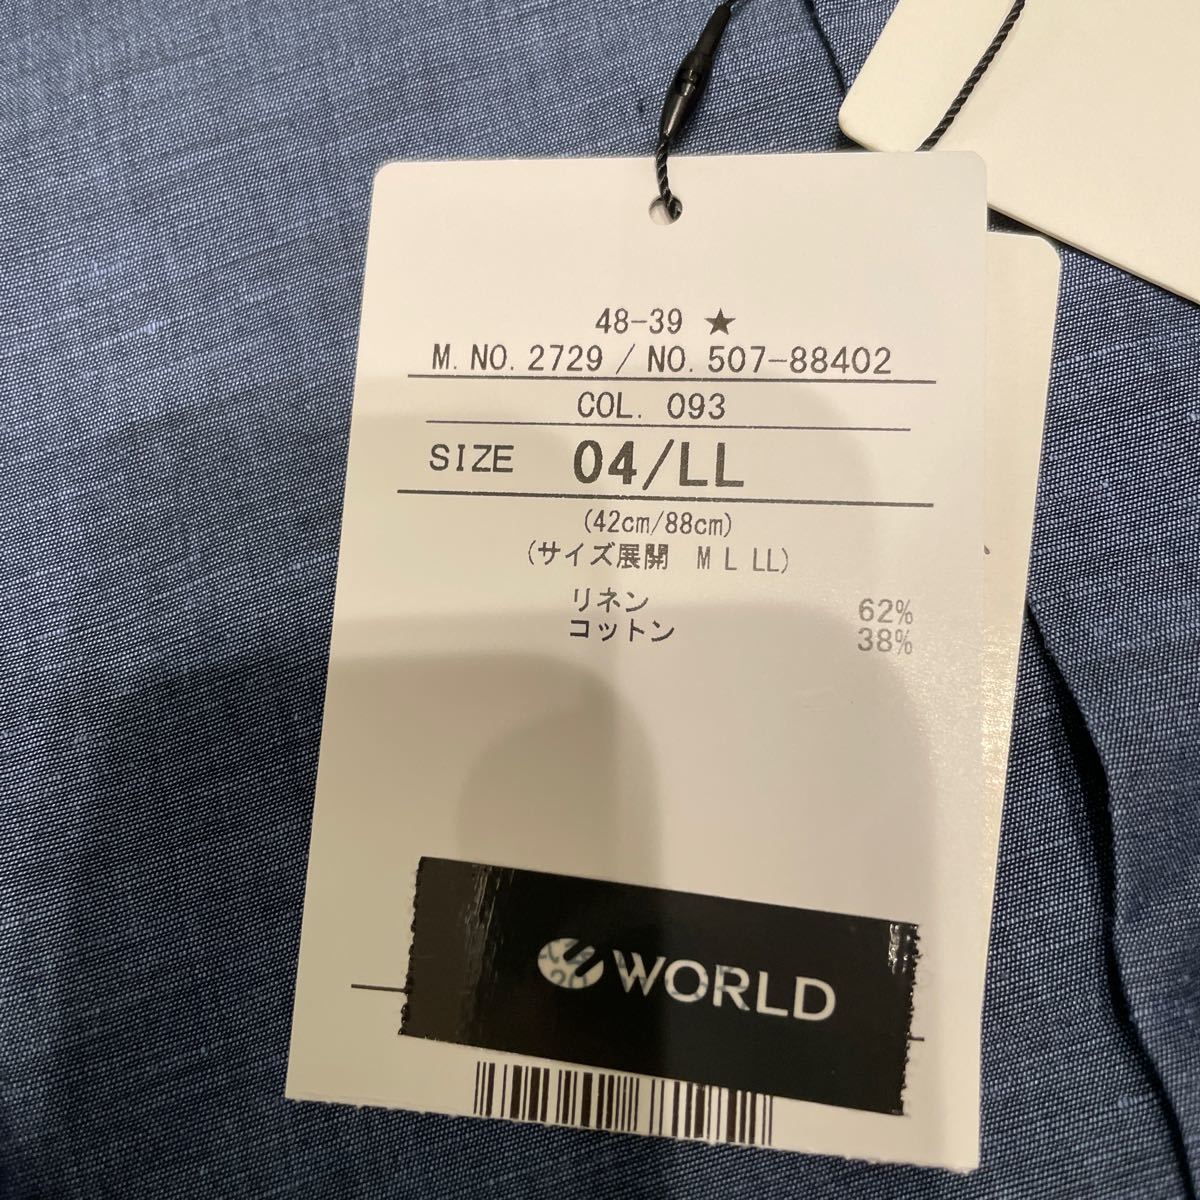 48-39 ★
M. NO. 2729 / NO. 507-88402
COL. 093
SIZE 04/LL
(42cm/88cm)
(サイズ展開 M L LL)
リネン 62%
コットン 38%
WORLD